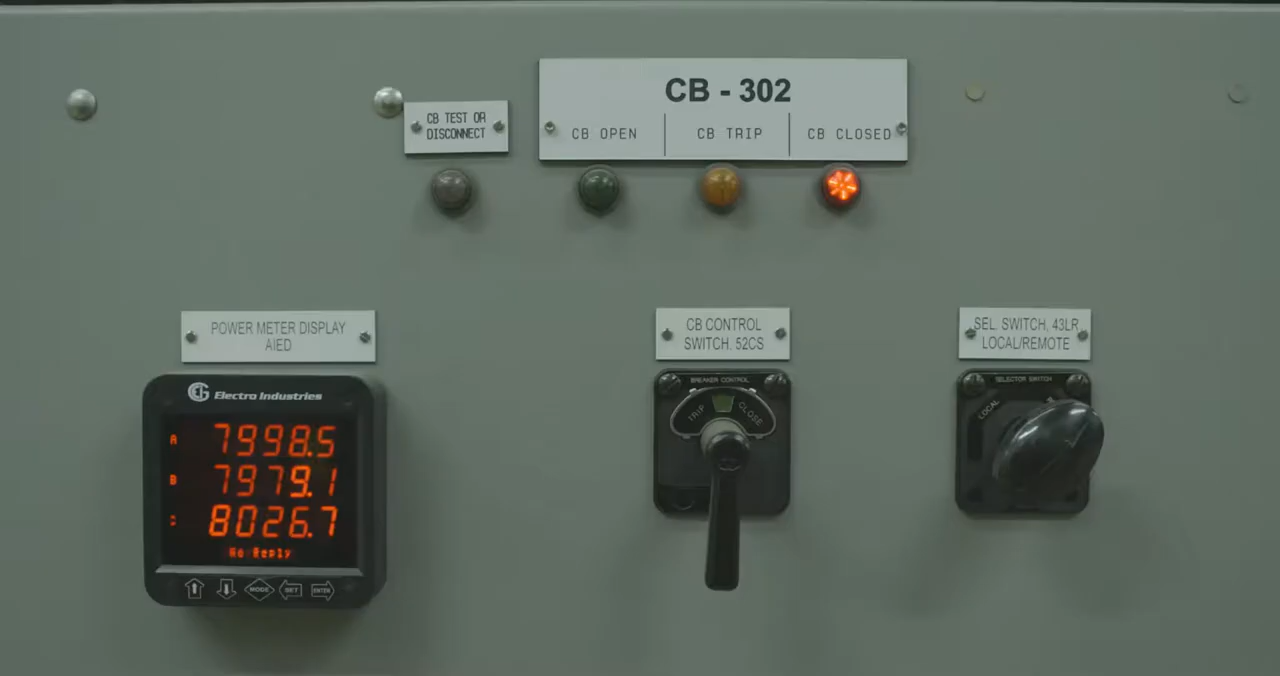 CB - 302
CB TEST OR
DISCONNECT
CB OPEN
CB TRIP
CB CLOSED
POWER METER DISPLAY
AIED
CB CONTROL
SWITCH, 52CS
SEL. SWITCH, 43LR
LOCAL/REMOTE
Electro Industries
A 7998.5
B 7979.1
8026.7
No Reply
MODE
SET
ENTER
BREAKER CONTROL
TRIP
CLOSE
SELECTOR SWITCH
LOCAL